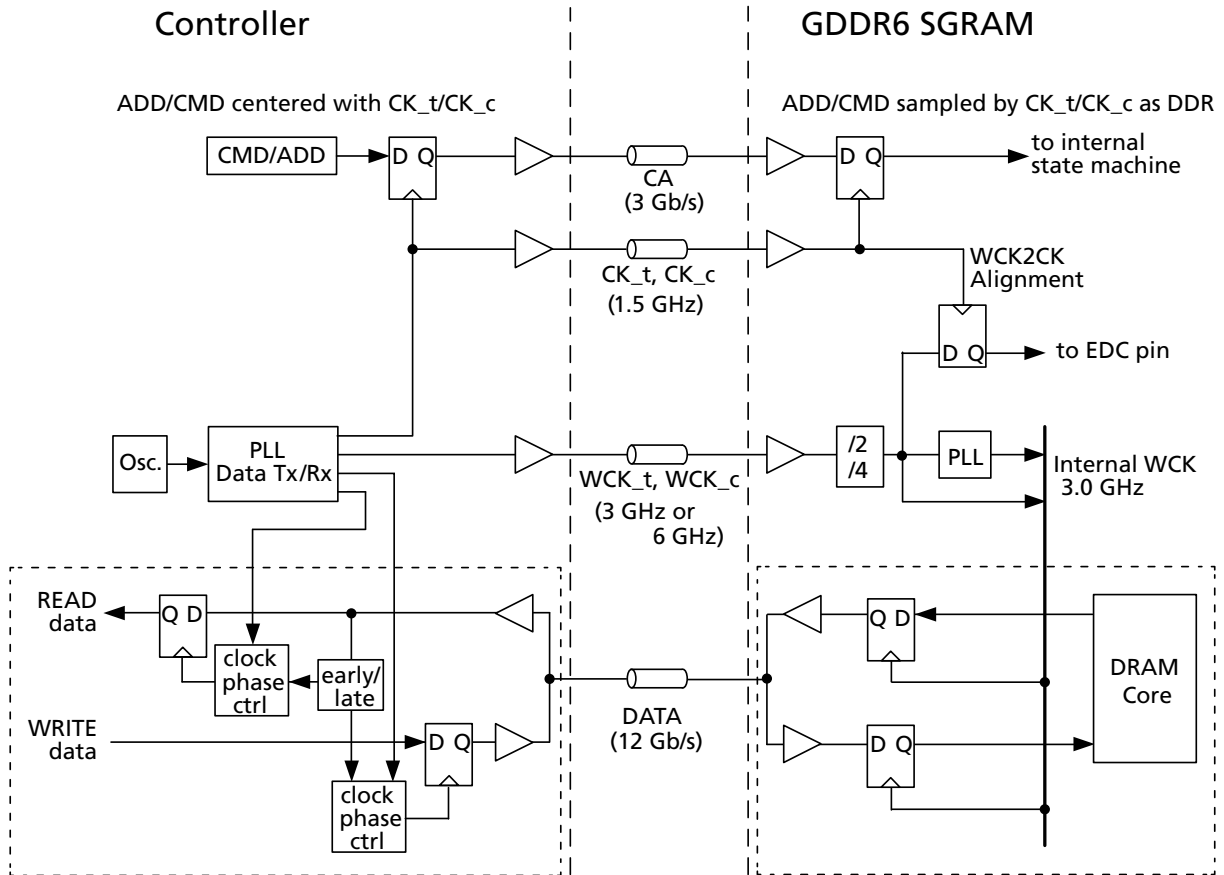 Controller
GDDR6 SGRAM
ADD/CMD centered with CK_t/CK_c
ADD/CMD sampled by CK_t/CK_c as DDR
CMD/ADD
D Q
CA
(3 Gb/s)
D Q
to internal
state machine
CK_t, CK_c
(1.5 GHz)
WCK2CK
Alignment
D Q
to EDC pin
Osc.
PLL
Data Tx/Rx
WCK_t, WCK_c
(3 GHz or
6 GHz)
/2
/4
PLL
Internal WCK
3.0 GHz
READ
data
Q D
clock
phase
ctrl
early/
late
WRITE
data
D Q
clock
phase
ctrl
DATA
(12 Gb/s)
Q D
D Q
DRAM
Core